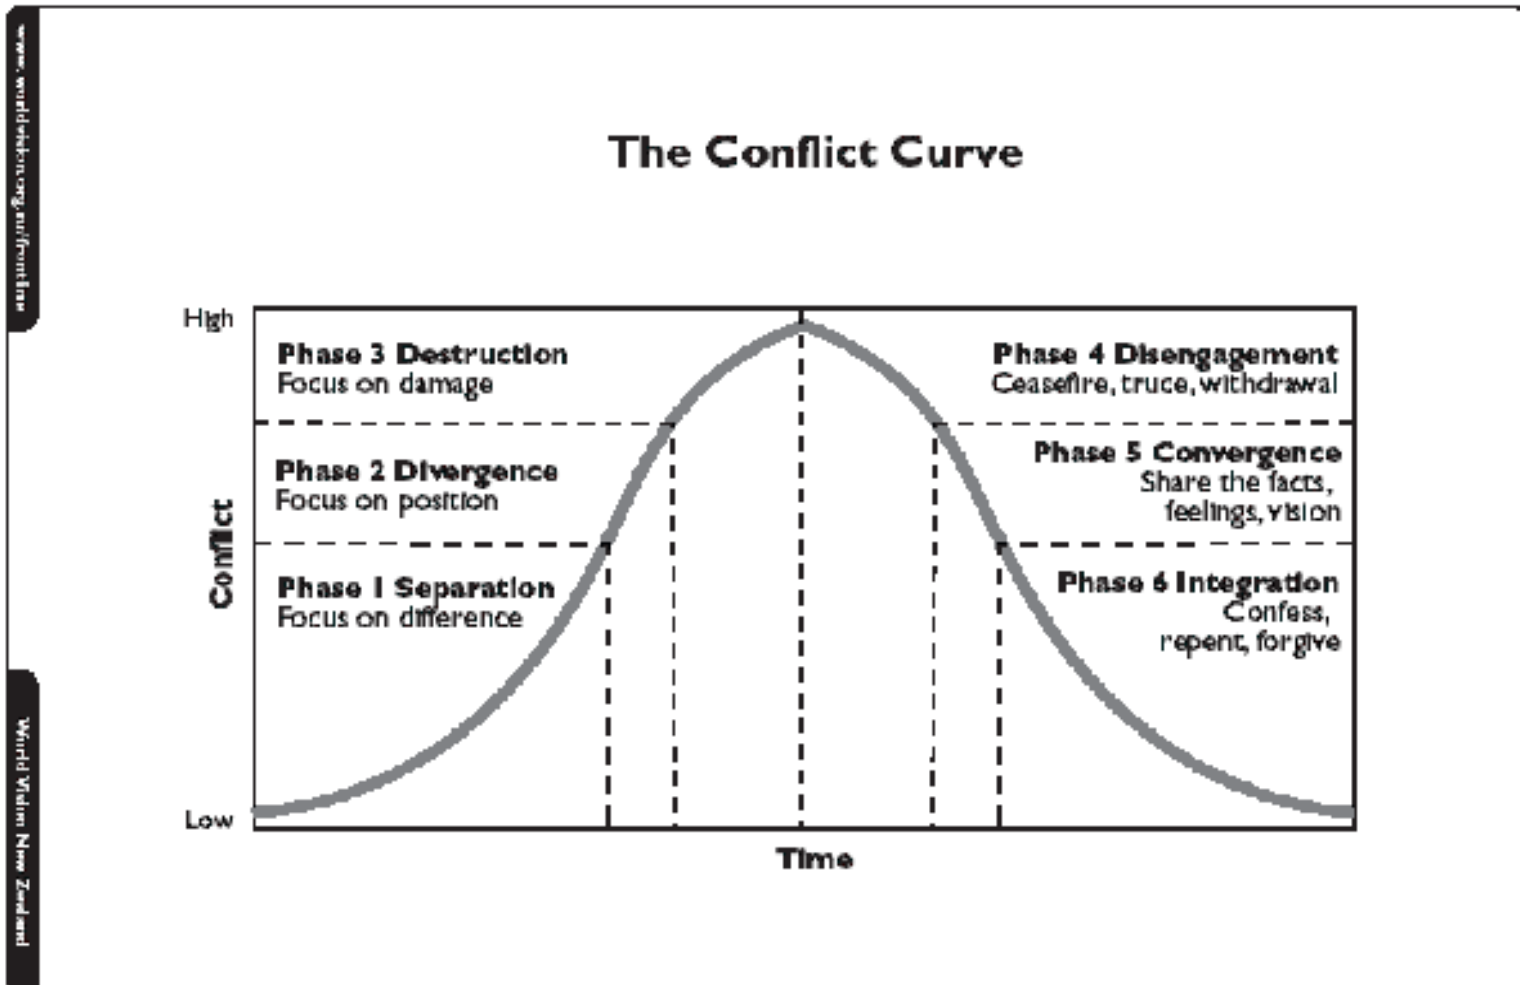 The Conflict Curve
High
Phase 3 Destruction
Focus on damage
Phase 2 Divergence
Focus on position
Phase 1 Separation
Focus on difference
Phase 4 Disengagement
Ceasefire, truce, withdrawal
Phase 5 Convergence
Share the facts,
feelings, vision
Phase 6 Integration
Confess,
repent, forgive
Conflict
Low
Time
World Vision New Zealand